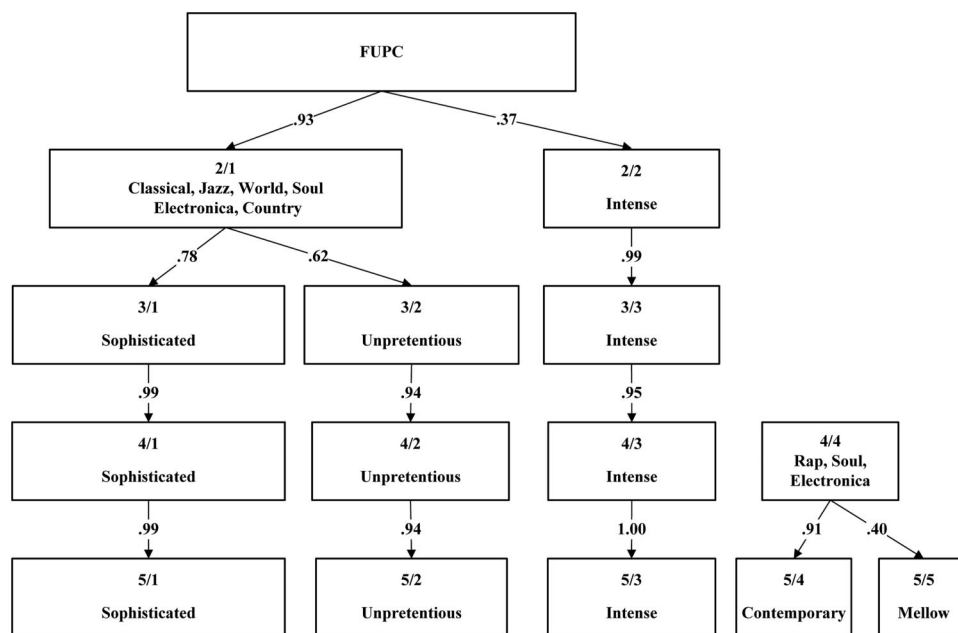 FUPC
.93
.37
2/1
Classical, Jazz, World, Soul
Electronica, Country
2/2
Intense
.78
.62
.99
3/1
Sophisticated
3/2
Unpretentious
3/3
Intense
.99
.94
.95
4/1
Sophisticated
4/2
Unpretentious
4/3
Intense
4/4
Rap, Soul,
Electronica
.99
.94
1.00
.91
.40
5/1
Sophisticated
5/2
Unpretentious
5/3
Intense
5/4
Contemporary
5/5
Mellow